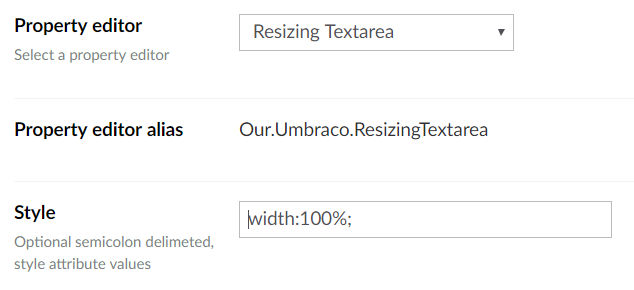 Property editor
Resizing Textarea
Select a property editor
Property editor alias
Our.Umbraco.ResizingTextarea
Style
width:100%;
Optional semicolon delimeted,
style attribute values